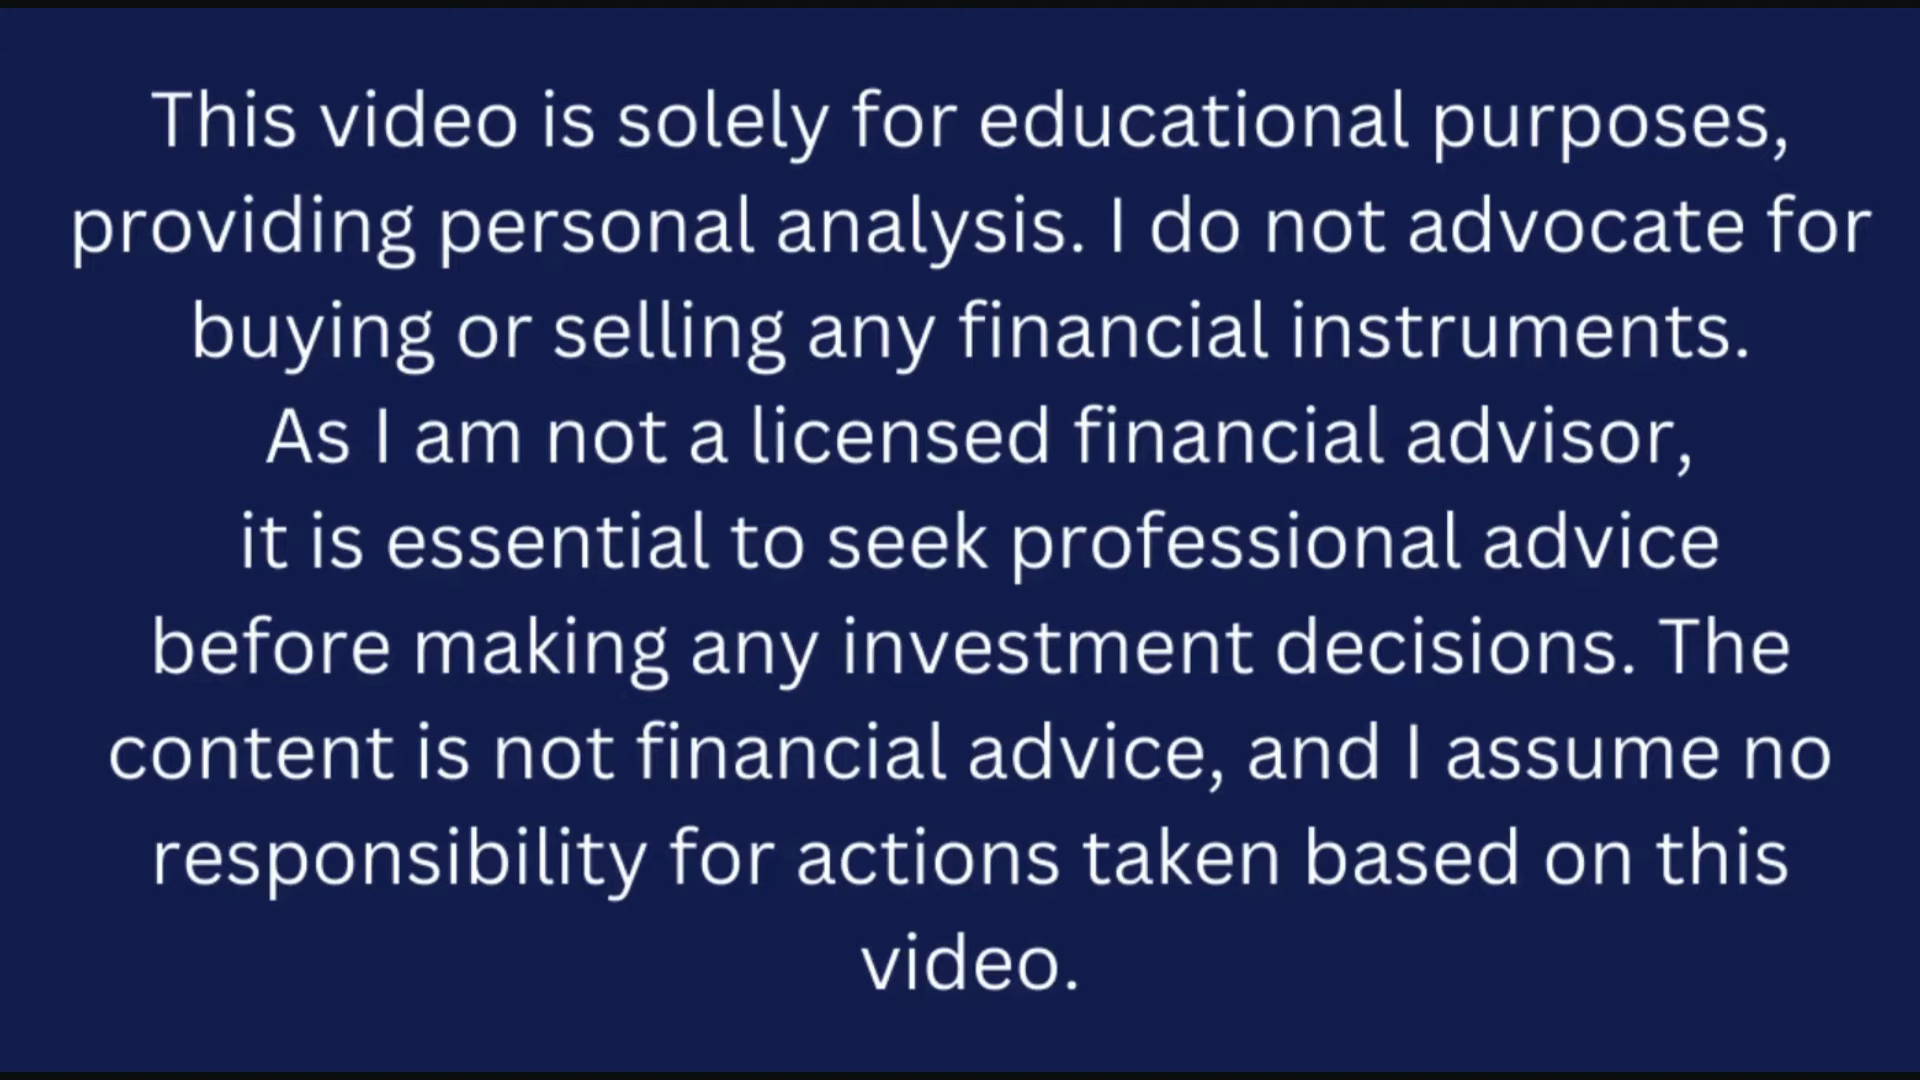 This video is solely for educational purposes,
providing personal analysis. I do not advocate for
buying or selling any financial instruments.
As I am not a licensed financial advisor,
it is essential to seek professional advice
before making any investment decisions. The
content is not financial advice, and I assume no
responsibility for actions taken based on this
video.